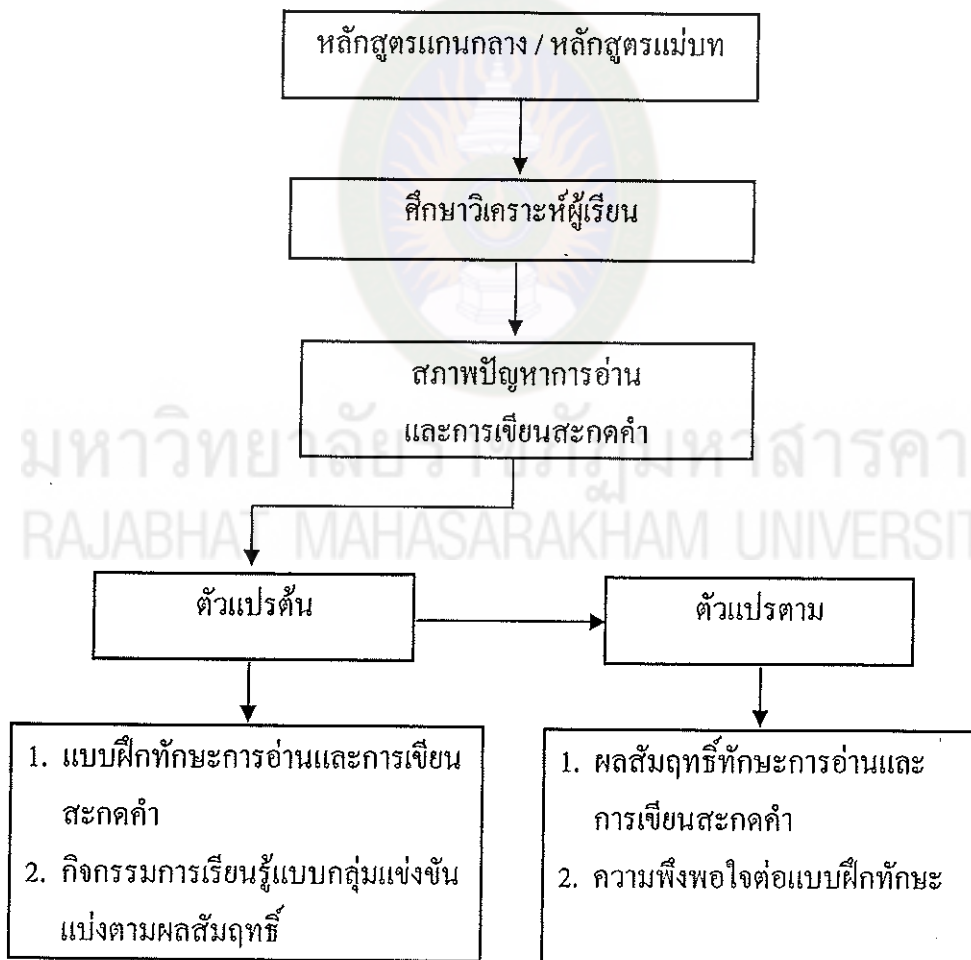 หลักสูตรแกนกลาง / หลักสูตรแม่บท
ศึกษาวิเคราะห์ผู้เรียน
สภาพปัญหาการอ่าน
และการเขียนสะกดคำ
มหาวิทยาลัยราชภัฏมหาสารคา
RAJABHAT MAHASARAKHAM UNIVERSIT
ตัวแปรต้น
ตัวแปรตาม
1. แบบฝึกทักษะการอ่านและการเขียน
สะกดคำ
2. กิจกรรมการเรียนรู้แบบกลุ่มแข่งขัน
แบ่งตามผลสัมฤทธิ์
1. ผลสัมฤทธิ์ทักษะการอ่านและ
การเขียนสะกดคำ
2. ความพึงพอใจต่อแบบฝึกทักษะ